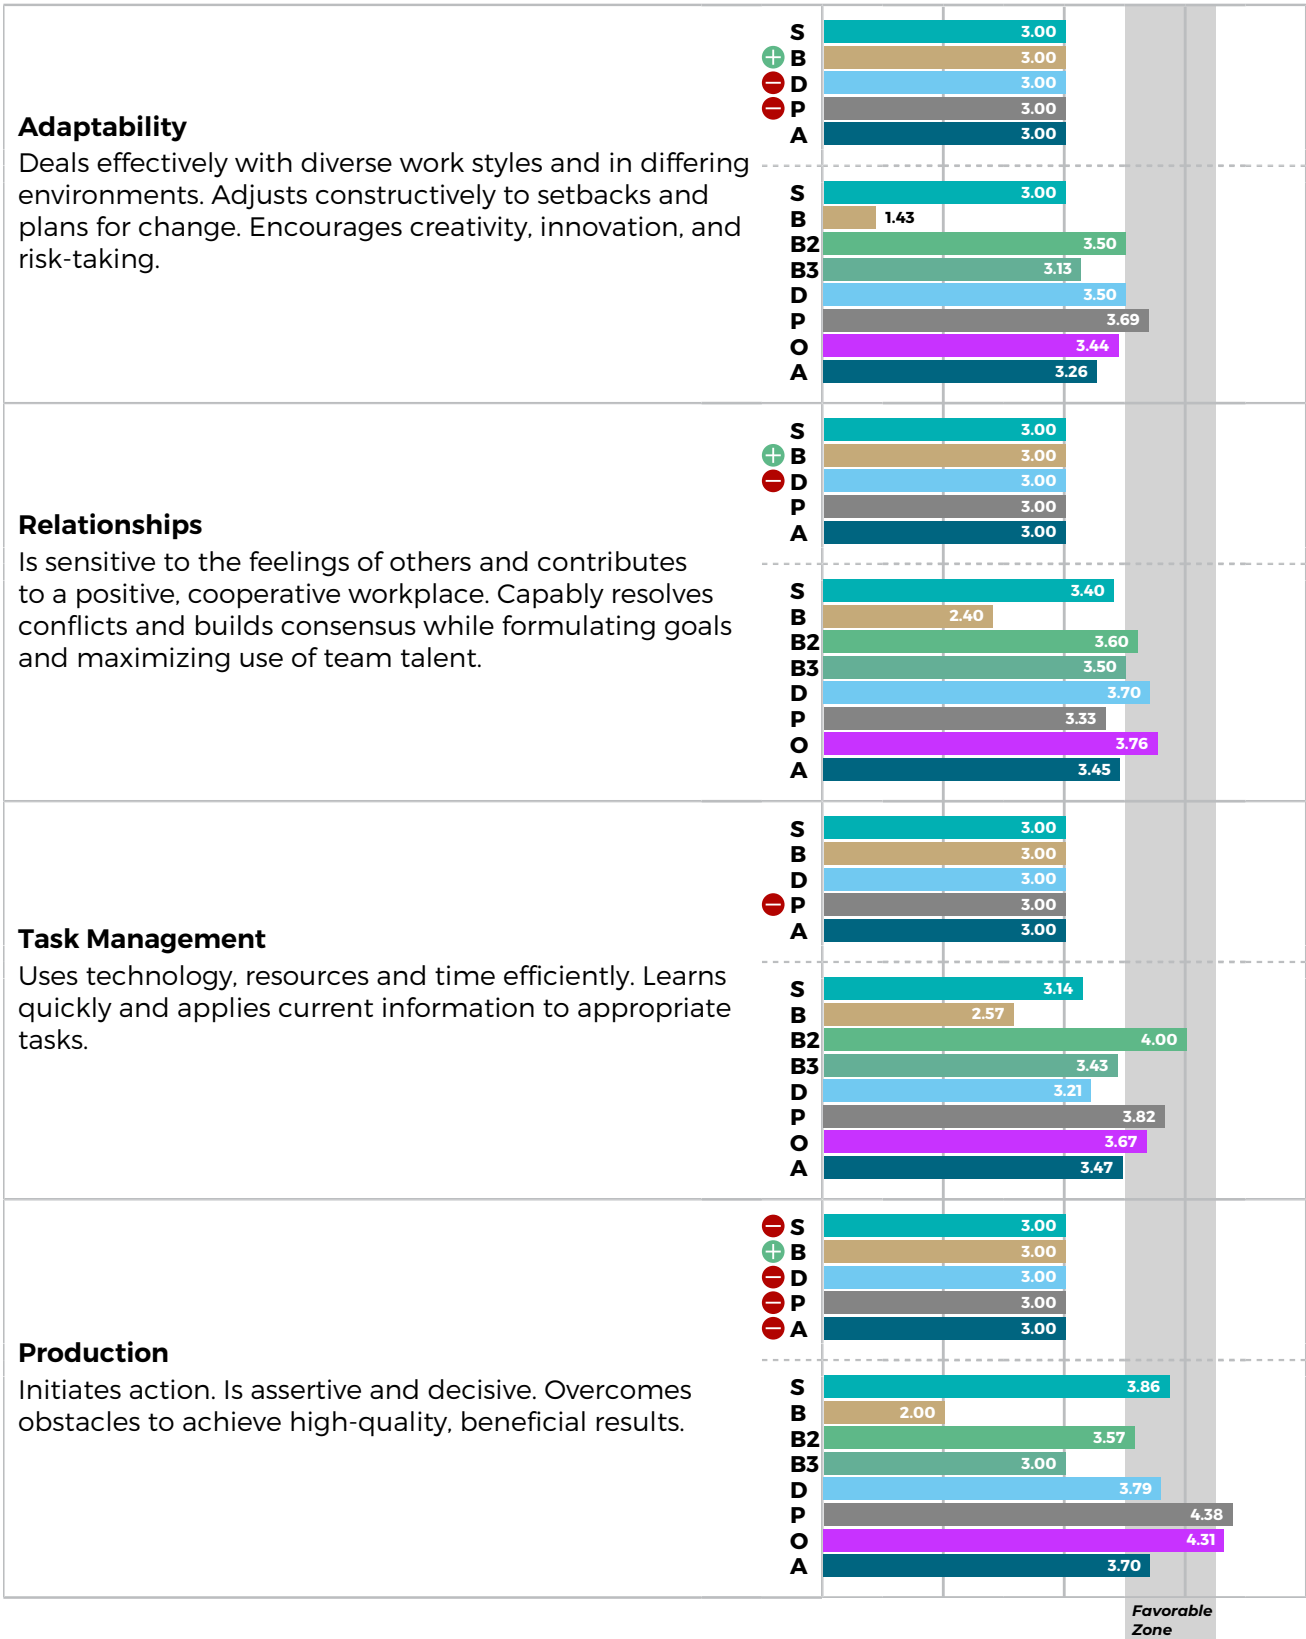 S 3.00
B 3.00
D 3.00
P 3.00
A 3.00
Adaptability
Deals effectively with diverse work styles and in differing
environments. Adjusts constructively to setbacks and
plans for change. Encourages creativity, innovation, and
risk-taking.
S 3.00
B 1.43
B2 3.50
B3 3.13
D 3.50
P 3.69
O 3.44
A 3.26
S 3.00
B 3.00
D 3.00
P 3.00
A 3.00
Relationships
Is sensitive to the feelings of others and contributes
to a positive, cooperative workplace. Capably resolves
conflicts and builds consensus while formulating goals
and maximizing use of team talent.
S 3.40
B 2.40
B2 3.60
B3 3.50
D 3.70
P 3.33
O 3.76
A 3.45
S 3.00
B 3.00
D 3.00
P 3.00
A 3.00
Task Management
Uses technology, resources and time efficiently. Learns
quickly and applies current information to appropriate
tasks.
S 3.14
B 2.57
B2 4.00
B3 3.43
D 3.21
P 3.82
O 3.67
A 3.47
S 3.00
B 3.00
D 3.00
P 3.00
A 3.00
Production
Initiates action. Is assertive and decisive. Overcomes
obstacles to achieve high-quality, beneficial results.
S 3.86
B 2.00
B2 3.57
B3 3.00
D 3.79
P 4.38
O 4.31
A 3.70
Favorable
Zone